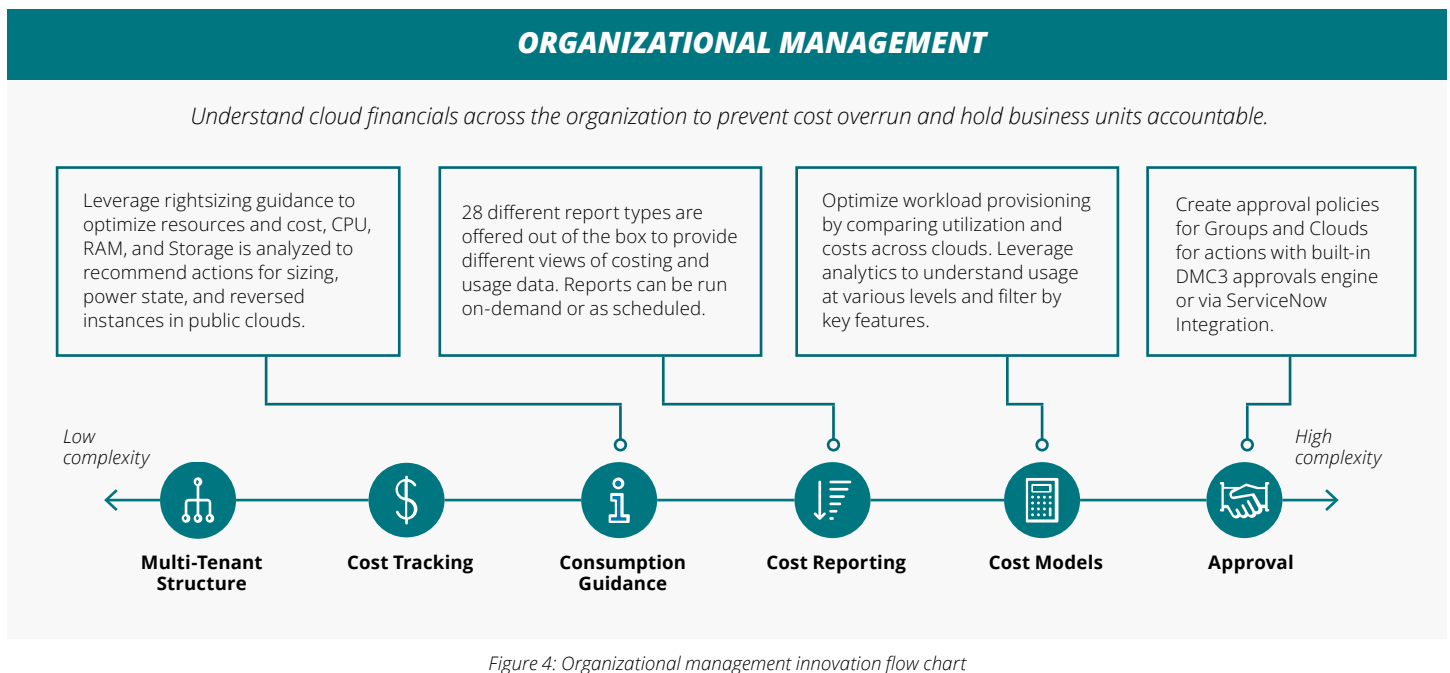 ORGANIZATIONAL MANAGEMENT
Understand cloud financials across the organization to prevent cost overrun and hold business units accountable.
Leverage rightsizing guidance to
optimize resources and cost, CPU,
RAM, and Storage is analyzed to
recommend actions for sizing,
power state, and reversed
instances in public clouds.
28 different report types are
offered out of the box to provide
different views of costing and
usage data. Reports can be run
on-demand or as scheduled.
Optimize workload provisioning
by comparing utilization and
costs across clouds. Leverage
analytics to understand usage
at various levels and filter by
key features.
Create approval policies
for Groups and Clouds
for actions with built-in
DMC3 approvals engine
or via ServiceNow
Integration.
Low
complexity
High
complexity
Multi-Tenant
Structure
Cost Tracking
Consumption
Guidance
Cost Reporting
Cost Models
Approval
Figure 4: Organizational management innovation flow chart